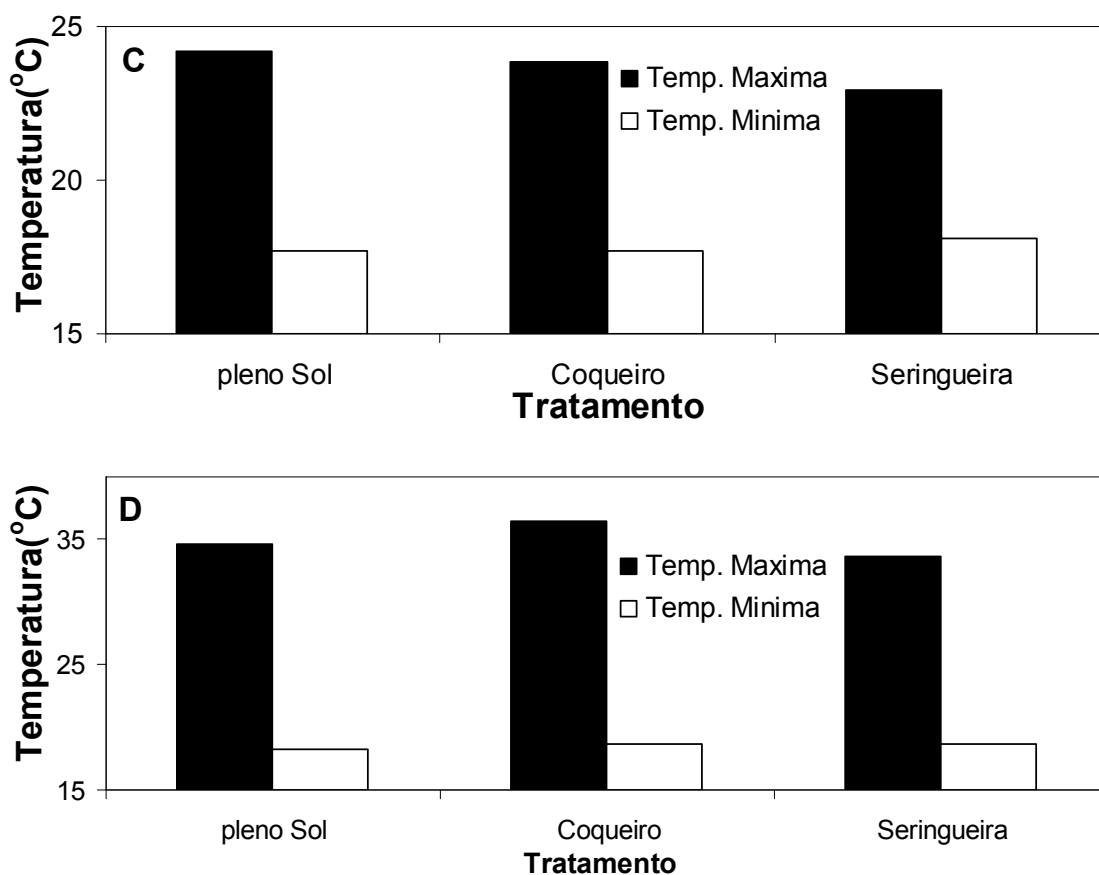 Temperatura(°C)
25
20
15
C
Temp. Maxima
Temp. Minima
pleno Sol
Coqueiro
Seringueira
Tratamento
Temperatura(°C)
35
25
15
D
Temp. Maxima
Temp. Minima
pleno Sol
Coqueiro
Seringueira
Tratamento